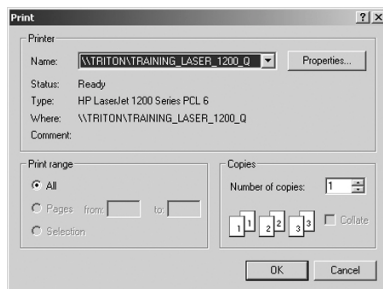 Print
Printer
Name: \\TRITON\TRAINING_LASER_1200_Q Properties...
Status: Ready
Type: HP LaserJet 1200 Series PCL 6
Where: \\TRITON\TRAINING_LASER_1200_Q
Comment:
Print range
All
Pages from: to:
Selection
Copies
Number of copies: 1
1 1 2 2 3 3 Collate
OK Cancel